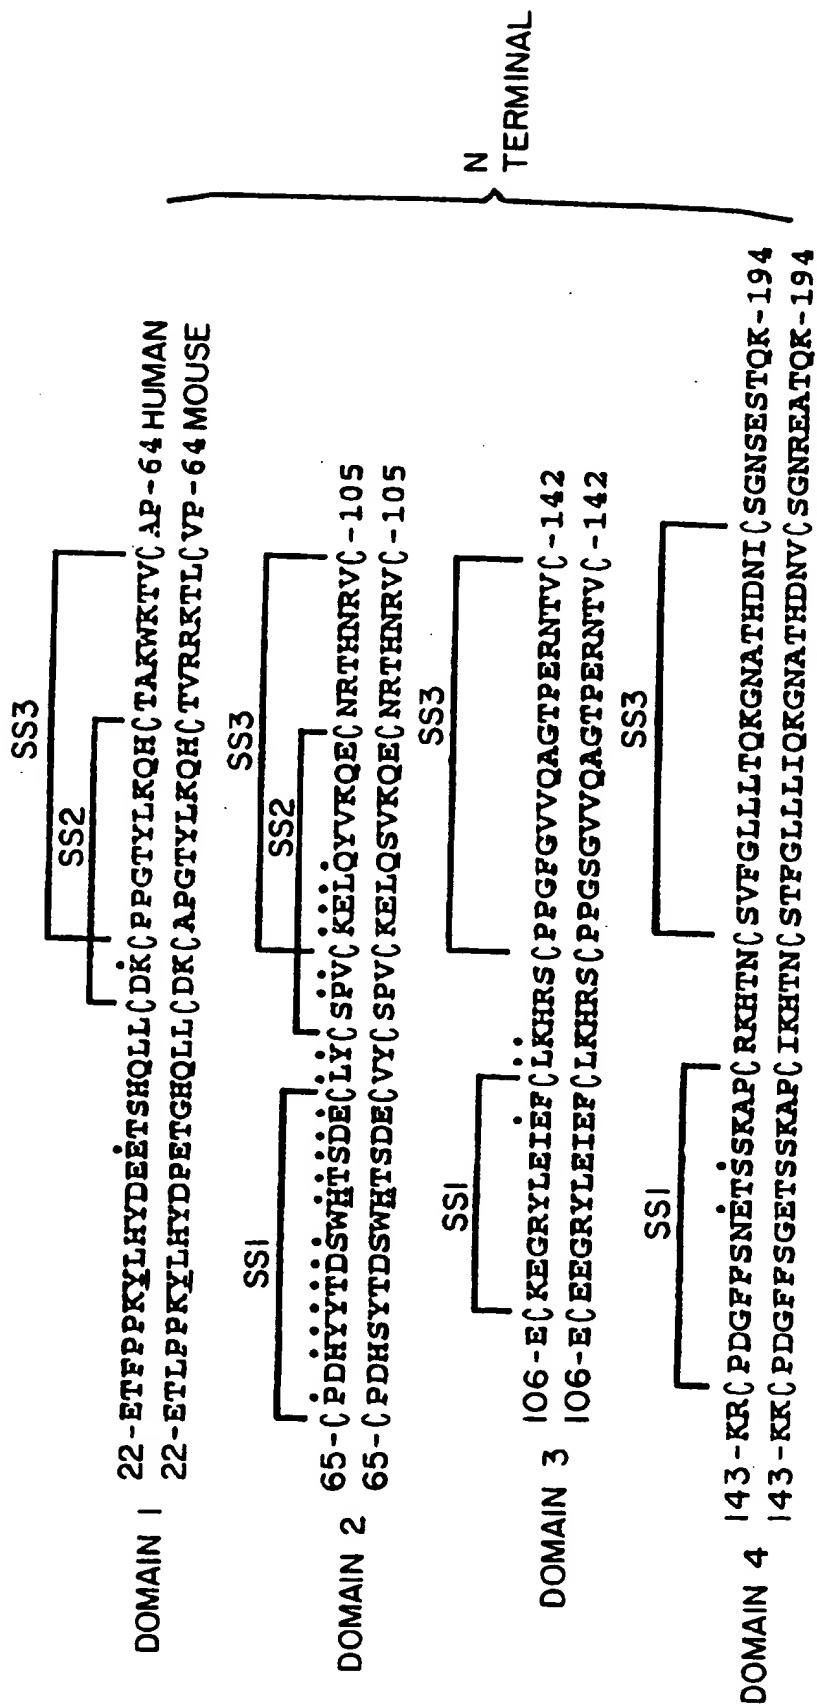 SS3
SS2
DOMAIN 1 22-ETFPPKYLHYDEETSHQLLCDKCPPGTYLKQHCTAKWKTVCAP-64 HUMAN
22-ETLPPKYLHYDPETGHQLLCDKCAPGTYLKQHCTVRRKTLCVP-64 MOUSE
SS3
SS1 SS2
DOMAIN 2 65-CPDHYYTDSWHTSDECLYCSPVCKELQYVKQECNRTHNRVC-105
65-CPDHSYTDSWHTSDECVYCSPVCKELQSVKQECNRTHNRVC-105
SS1 SS3
DOMAIN 3 106-ECKEGRYLEIEFCLKHRSCPPGFGVVQAGTPERNTVC-142
106-ECEEGRYLEIEFCLKHRSCPPGSGVVQAGTPERNTVC-142
SS1 SS3
DOMAIN 4 143-KRCPDGFFSNETSSKAPCRKHTNCSVFGLLLTQKGNATHDNICSGNSESTQK-194
143-KKCPDGFFSGETSSKAPCIKHTNCSTFGLLLIQKGNATHDNVCSGNREATQK-194
N
TERMINAL